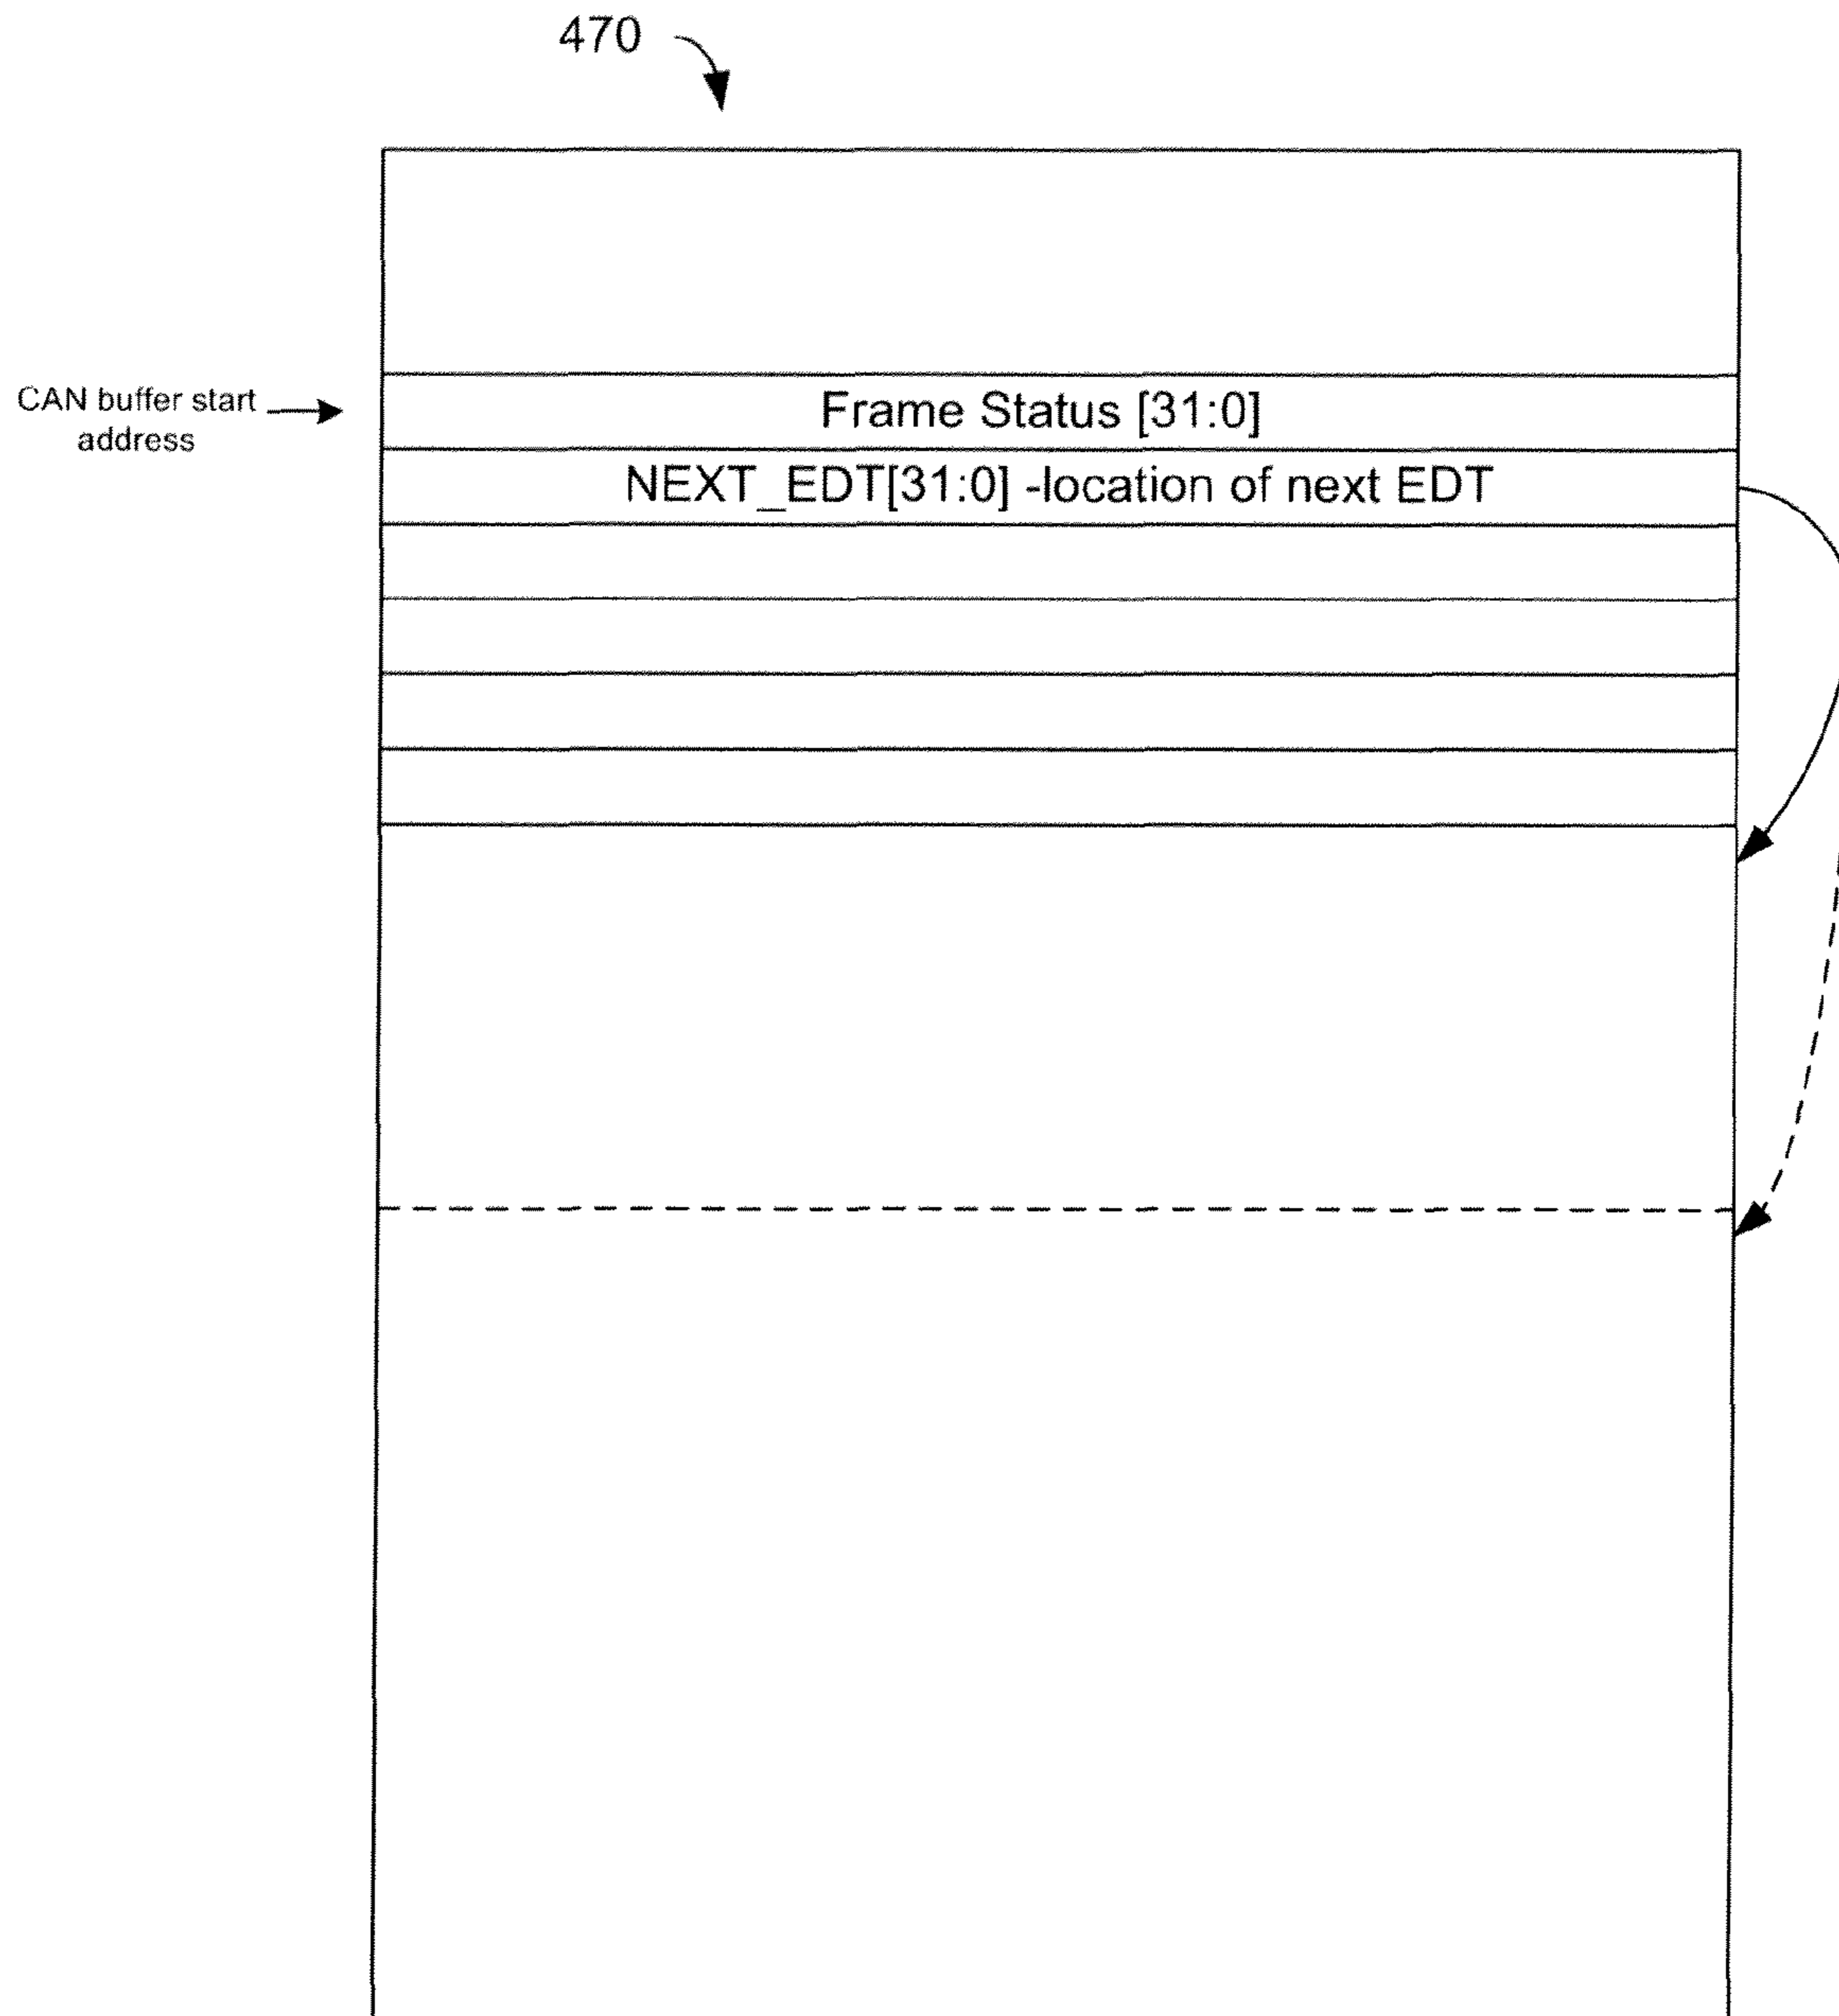 470
CAN buffer start
address
Frame Status [31:0]
NEXT_EDT[31:0] -location of next EDT